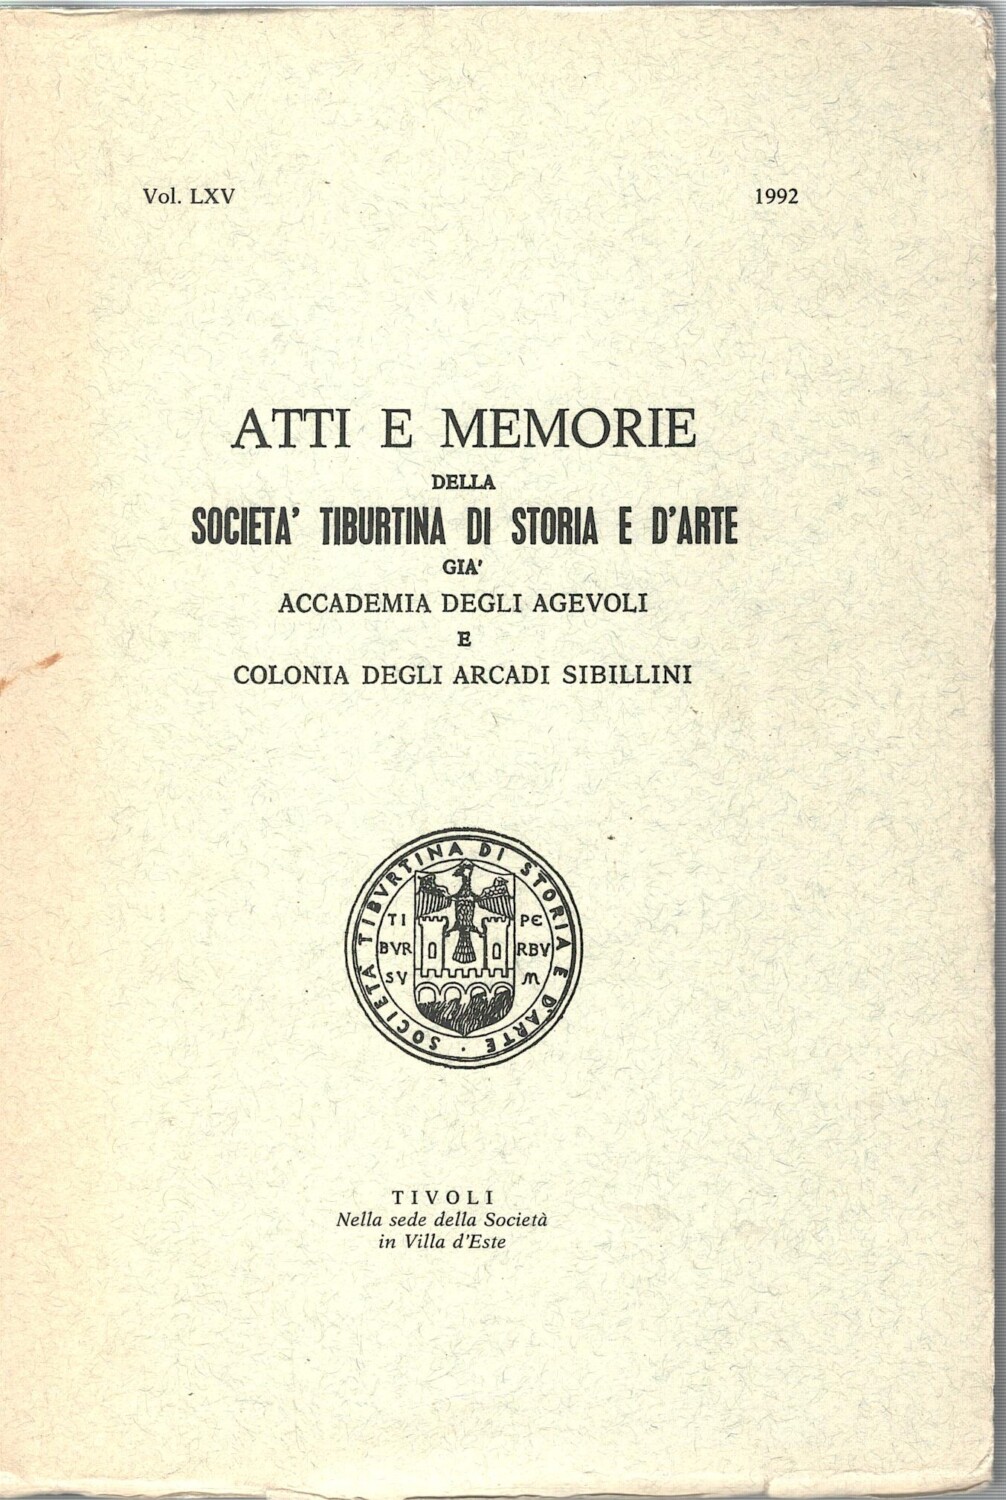 Vol. LXV 1992
ATTI E MEMORIE
DELLA
SOCIETA' TIBURTINA DI STORIA E D'ARTE
GIA'
ACCADEMIA DEGLI AGEVOLI
E
COLONIA DEGLI ARCADI SIBILLINI
SOCIETÀ TIBVRTINA DI STORIA E D'ARTE ·
TI
BVR
SV
PE
RBV
M
TIVOLI
Nella sede della Società
in Villa d'Este